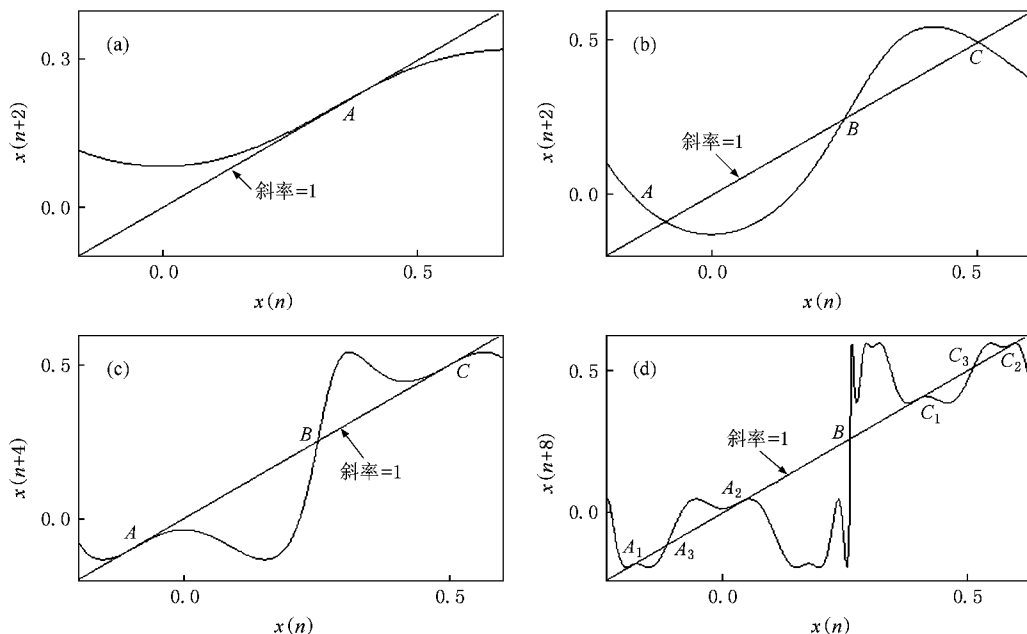 (a)
0.3
0.0
x(n+2)
A
斜率=1
0.0
0.5
x(n)
(b)
0.5
0.0
x(n+2)
A
B
C
斜率=1
0.0
0.5
x(n)
(c)
0.5
0.0
x(n+4)
A
B
C
斜率=1
0.0
0.5
x(n)
(d)
0.5
0.0
x(n+8)
A₁
A₂
A₃
B
C₁
C₂
C₃
斜率=1
0.0
0.5
x(n)